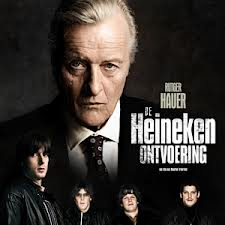 RUTGER
HAUER
DE
HEINEKEN
ONTVOERING